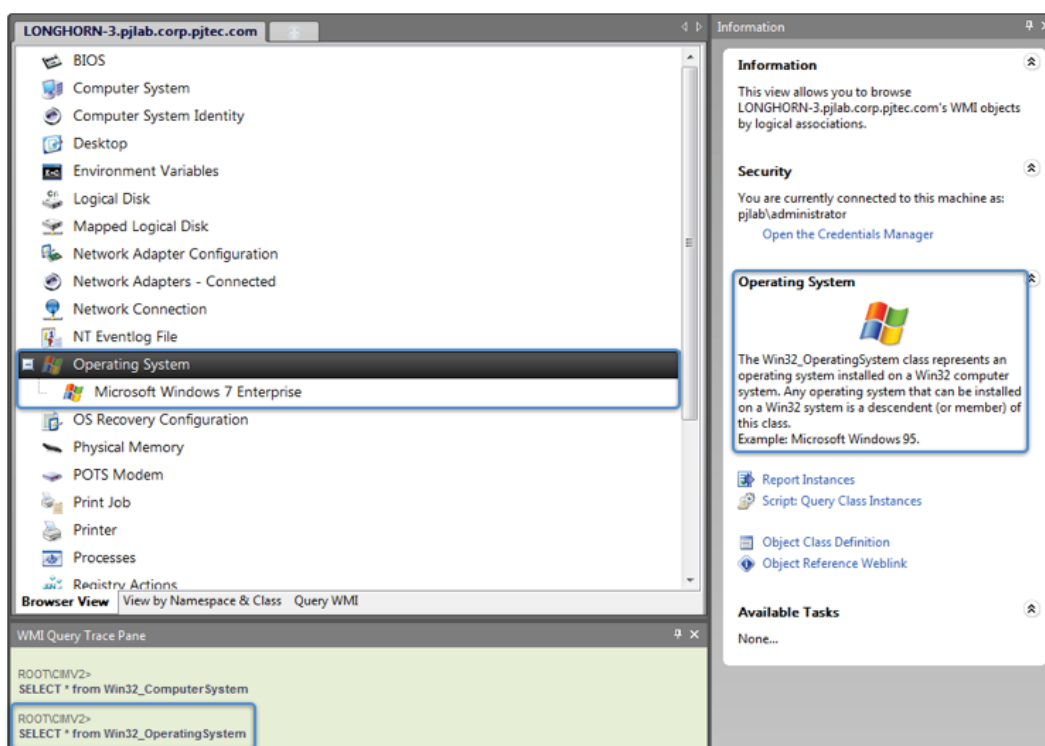 LONGHORN-3.pjlab.corp.pjtec.com
BIOS
Computer System
Computer System Identity
Desktop
Environment Variables
Logical Disk
Mapped Logical Disk
Network Adapter Configuration
Network Adapters - Connected
Network Connection
NT Eventlog File
Operating System
Microsoft Windows 7 Enterprise
OS Recovery Configuration
Physical Memory
POTS Modem
Print Job
Printer
Processes
Registry Actions
Browser View View by Namespace & Class Query WMI
WMI Query Trace Pane
ROOT\CIMV2>
SELECT * from Win32_ComputerSystem
ROOT\CIMV2>
SELECT * from Win32_OperatingSystem
Information
Information
This view allows you to browse
LONGHORN-3.pjlab.corp.pjtec.com's WMI objects
by logical associations.
Security
You are currently connected to this machine as:
pjlab\administrator
Open the Credentials Manager
Operating System
The Win32_OperatingSystem class represents an
operating system installed on a Win32 computer
system. Any operating system that can be installed
on a Win32 system is a descendent (or member) of
this class.
Example: Microsoft Windows 95.
Report Instances
Script: Query Class Instances
Object Class Definition
Object Reference Weblink
Available Tasks
None...